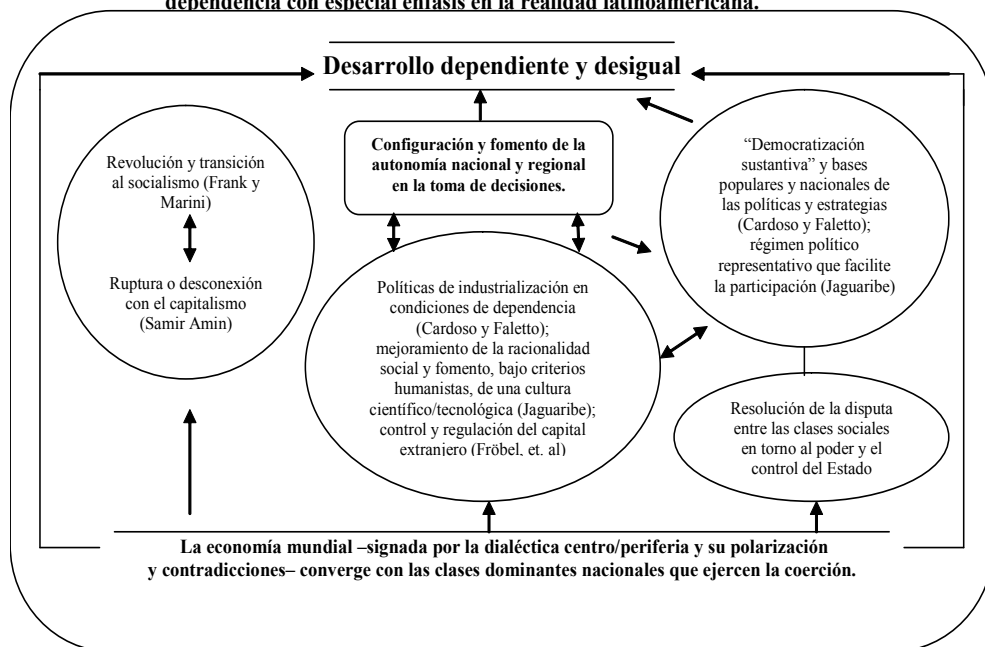 dependencia con especial énfasis en la realidad latinoamericana.
Desarrollo dependiente y desigual
Revolución y transición
al socialismo (Frank y
Marini)
Ruptura o desconexión
con el capitalismo
(Samir Amin)
Configuración y fomento de la
autonomía nacional y regional
en la toma de decisiones.
Políticas de industrialización en
condiciones de dependencia
(Cardoso y Faletto);
mejoramiento de la racionalidad
social y fomento, bajo criterios
humanistas, de una cultura
científico/tecnológica (Jaguaribe);
control y regulación del capital
extranjero (Fröbel, et. al)
“Democratización
sustantiva” y bases
populares y nacionales de
las políticas y estrategias
(Cardoso y Faletto);
régimen político
representativo que facilite
la participación (Jaguaribe)
Resolución de la disputa
entre las clases sociales
en torno al poder y el
control del Estado
La economía mundial –signada por la dialéctica centro/periferia y su polarización
y contradicciones– converge con las clases dominantes nacionales que ejercen la coerción.